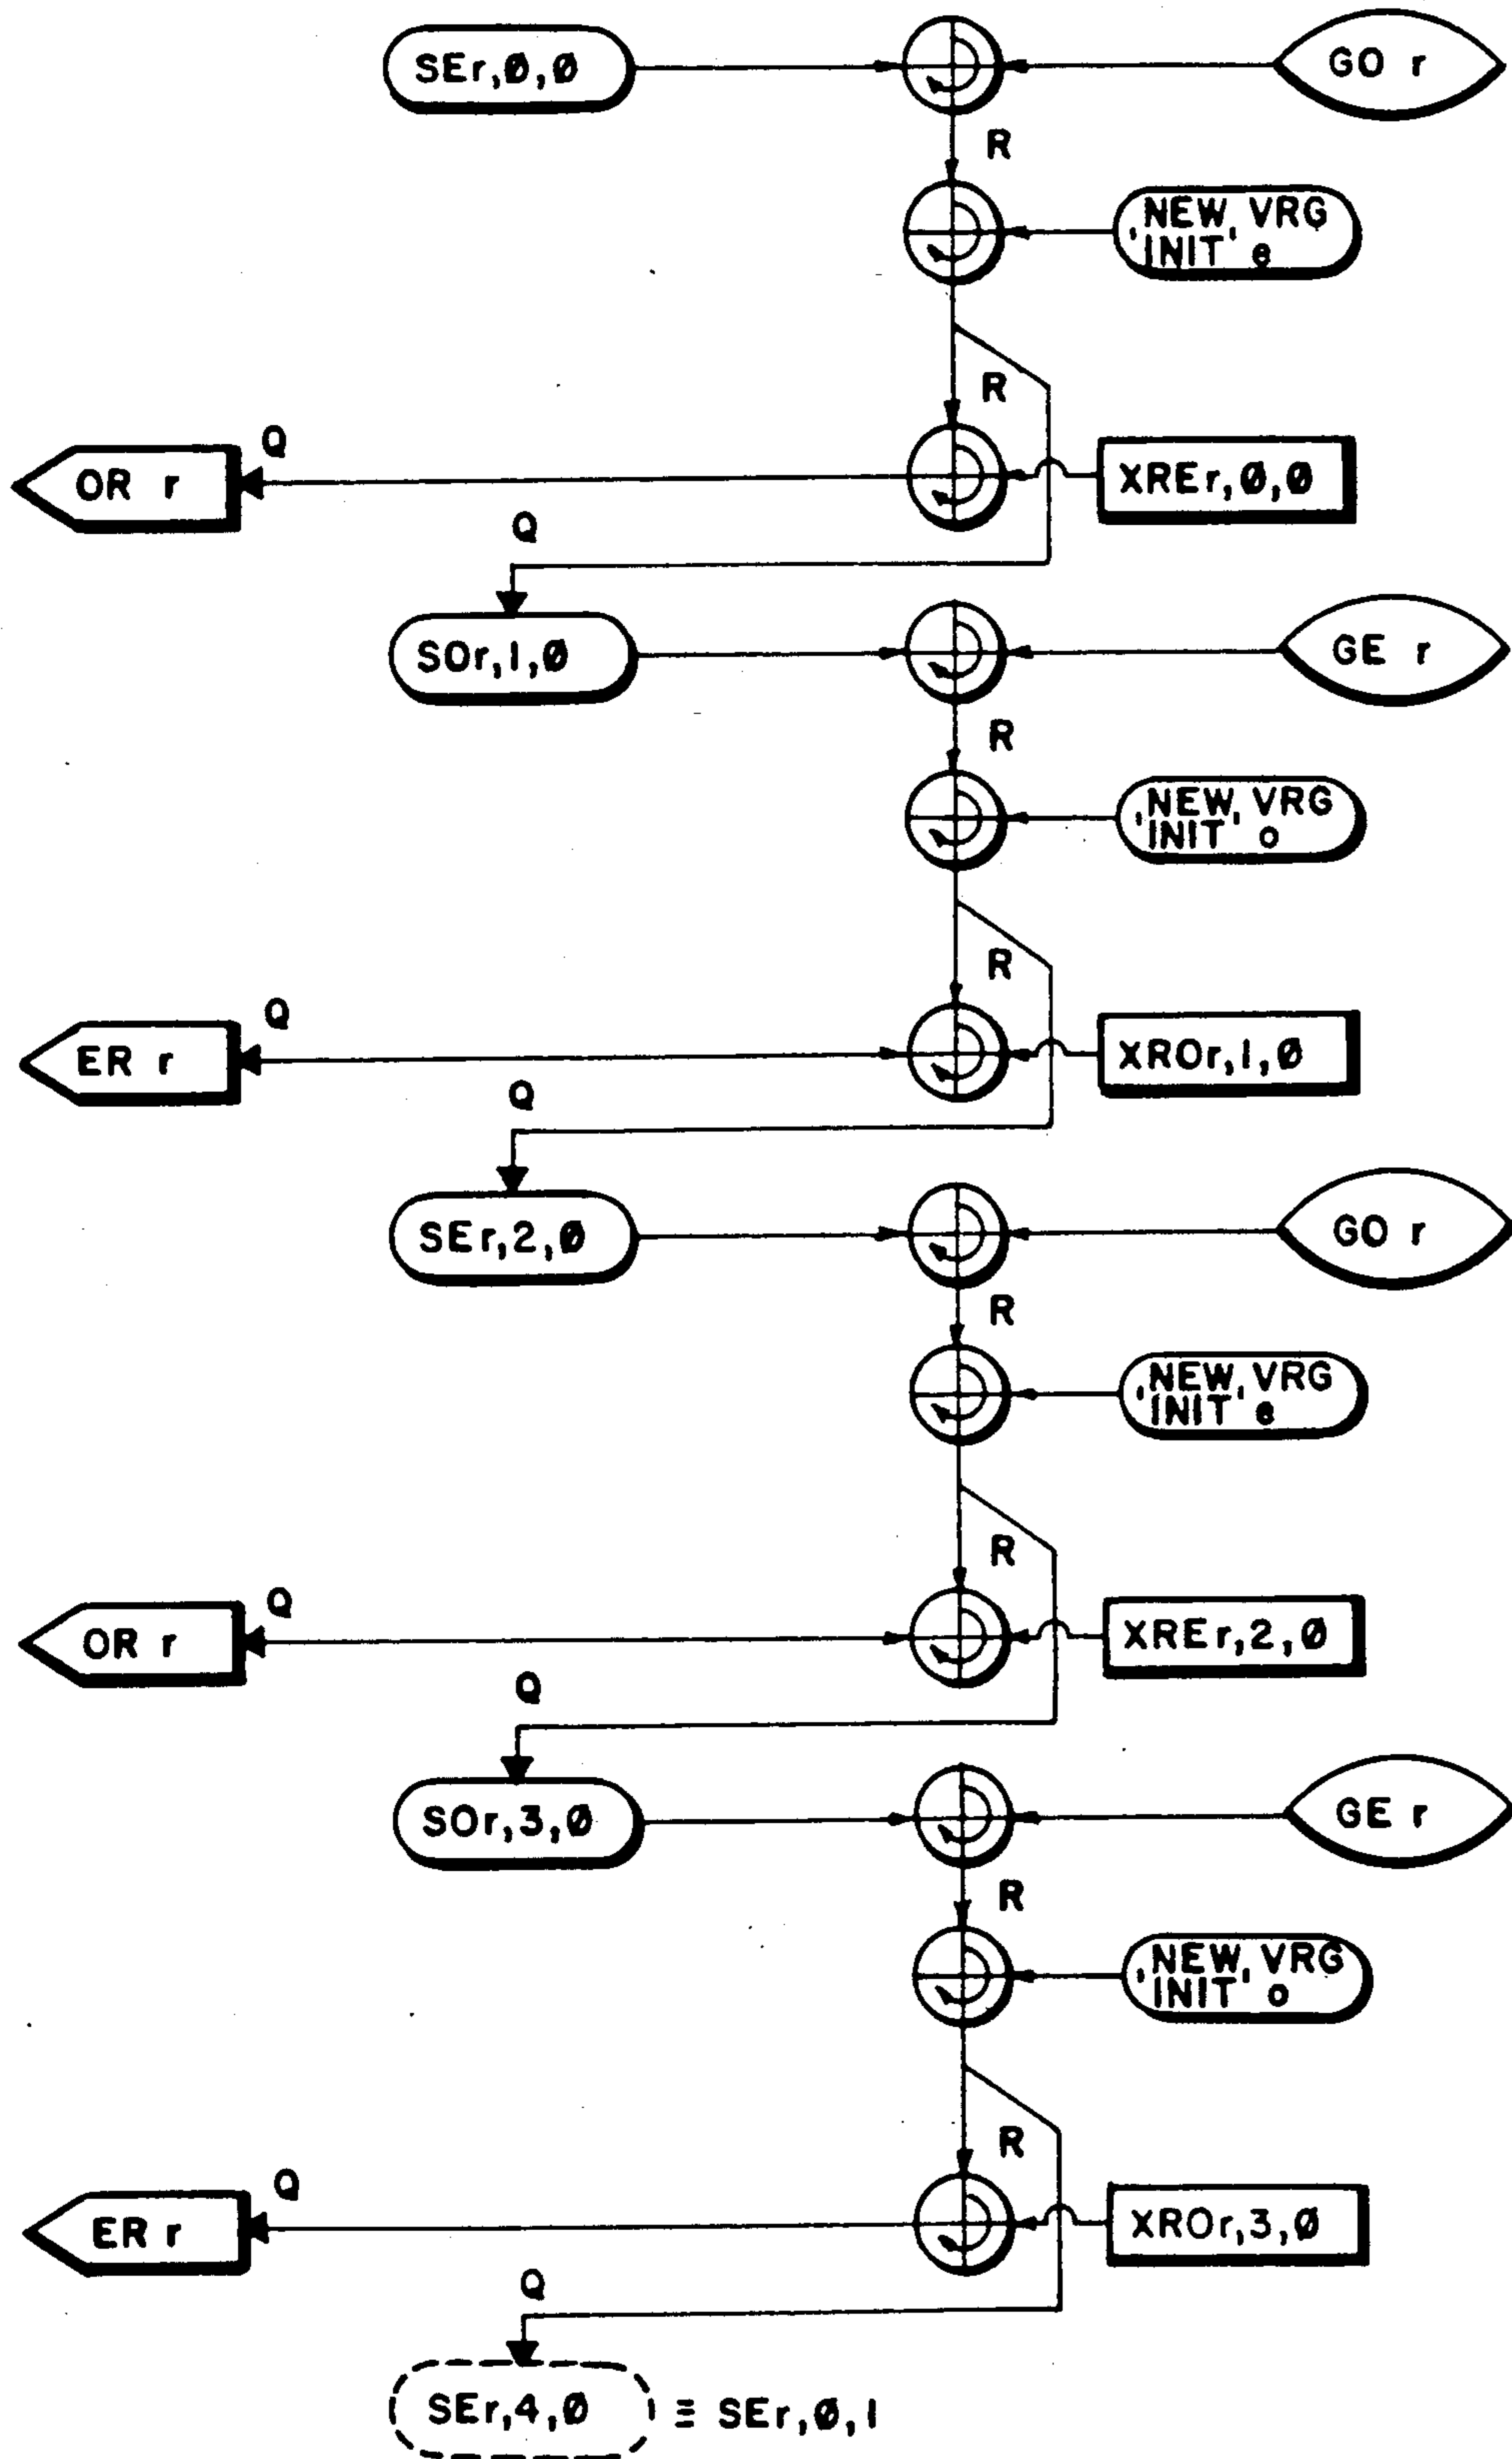 SEr,Ø,Ø
GO r
R
'NEW VRG
INIT' e
R
Q
OR r
XREr,Ø,Ø
Q
SOr,1,Ø
GE r
R
'NEW VRG
'INIT' o
R
Q
ER r
XROr,1,Ø
Q
SEr,2,Ø
GO r
R
'NEW VRG
'INIT' e
R
Q
OR r
XREr,2,Ø
Q
SOr,3,Ø
GE r
R
'NEW VRG
'INIT' o
R
Q
ER r
XROr,3,Ø
Q
SEr,4,Ø ≡ SEr,Ø,1